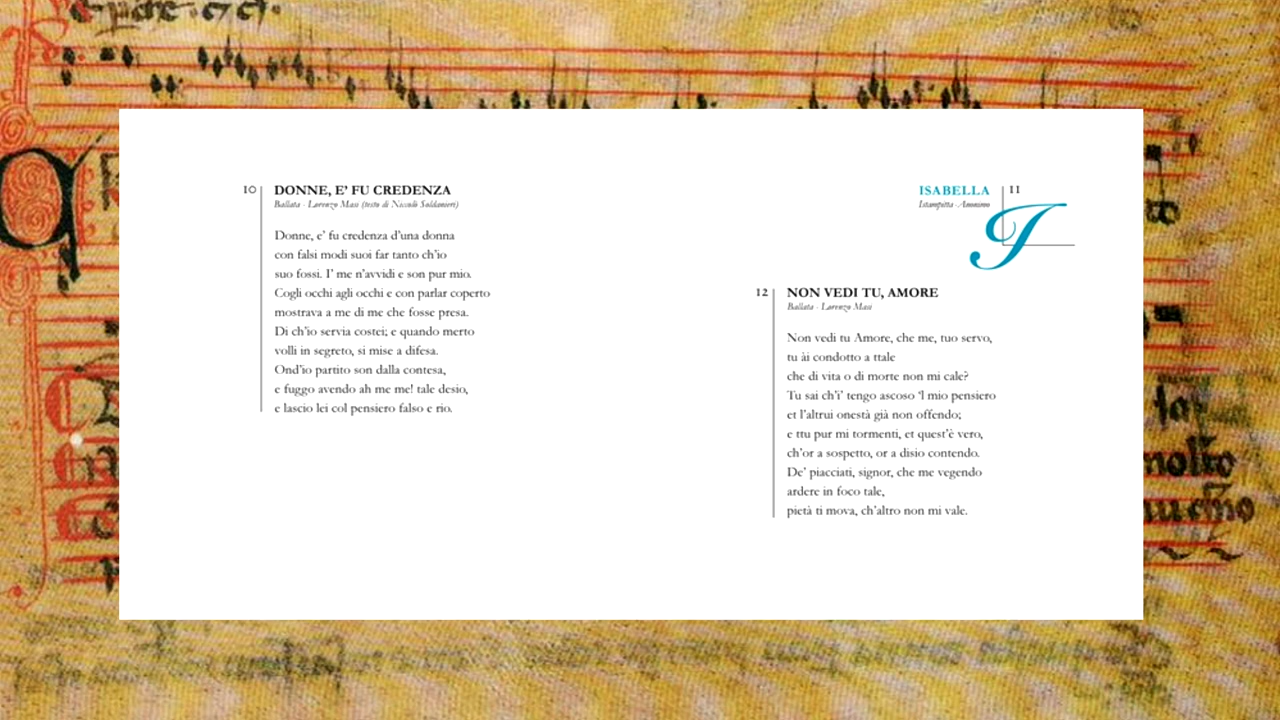 10
DONNE, E' FU CREDENZA
Ballata - Lorenzo Masi (testo di Niccolò Soldanieri)
Donne, e' fu credenza d'una donna
con falsi modi suoi far tanto ch'io
suo fossi. I' me n'avvidi e son pur mio.
Cogli occhi agli occhi e con parlar coperto
mostrava a me di me che fosse presa.
Di ch'io servia costei; e quando merto
volli in segreto, si mise a difesa.
Ond'io partito son dalla contesa,
e fuggo avendo ah me me! tale desio,
e lascio lei col pensiero falso e rio.
ISABELLA
11
Istampitta - Anonimo
I
12
NON VEDI TU, AMORE
Ballata - Lorenzo Masi
Non vedi tu Amore, che me, tuo servo,
tu ài condotto a ttale
che di vita o di morte non mi cale?
Tu sai ch'i' tengo ascoso 'l mio pensiero
et l'altrui onestà già non offendo;
e ttu pur mi tormenti, et quest'è vero,
ch'or a sospetto, or a disio contendo.
De' piacciati, signor, che me vegendo
ardere in foco tale,
pietà ti mova, ch'altro non mi vale.